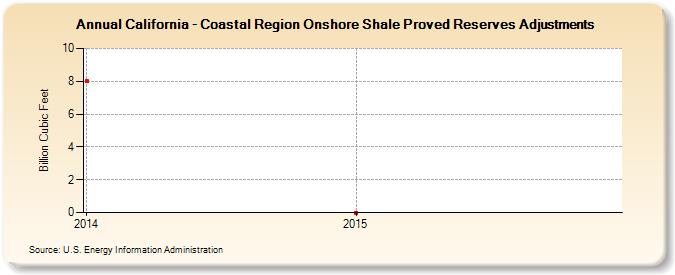 Annual California - Coastal Region Onshore Shale Proved Reserves Adjustments
Billion Cubic Feet
10
8
6
4
2
0
2014
2015
Source: U.S. Energy Information Administration